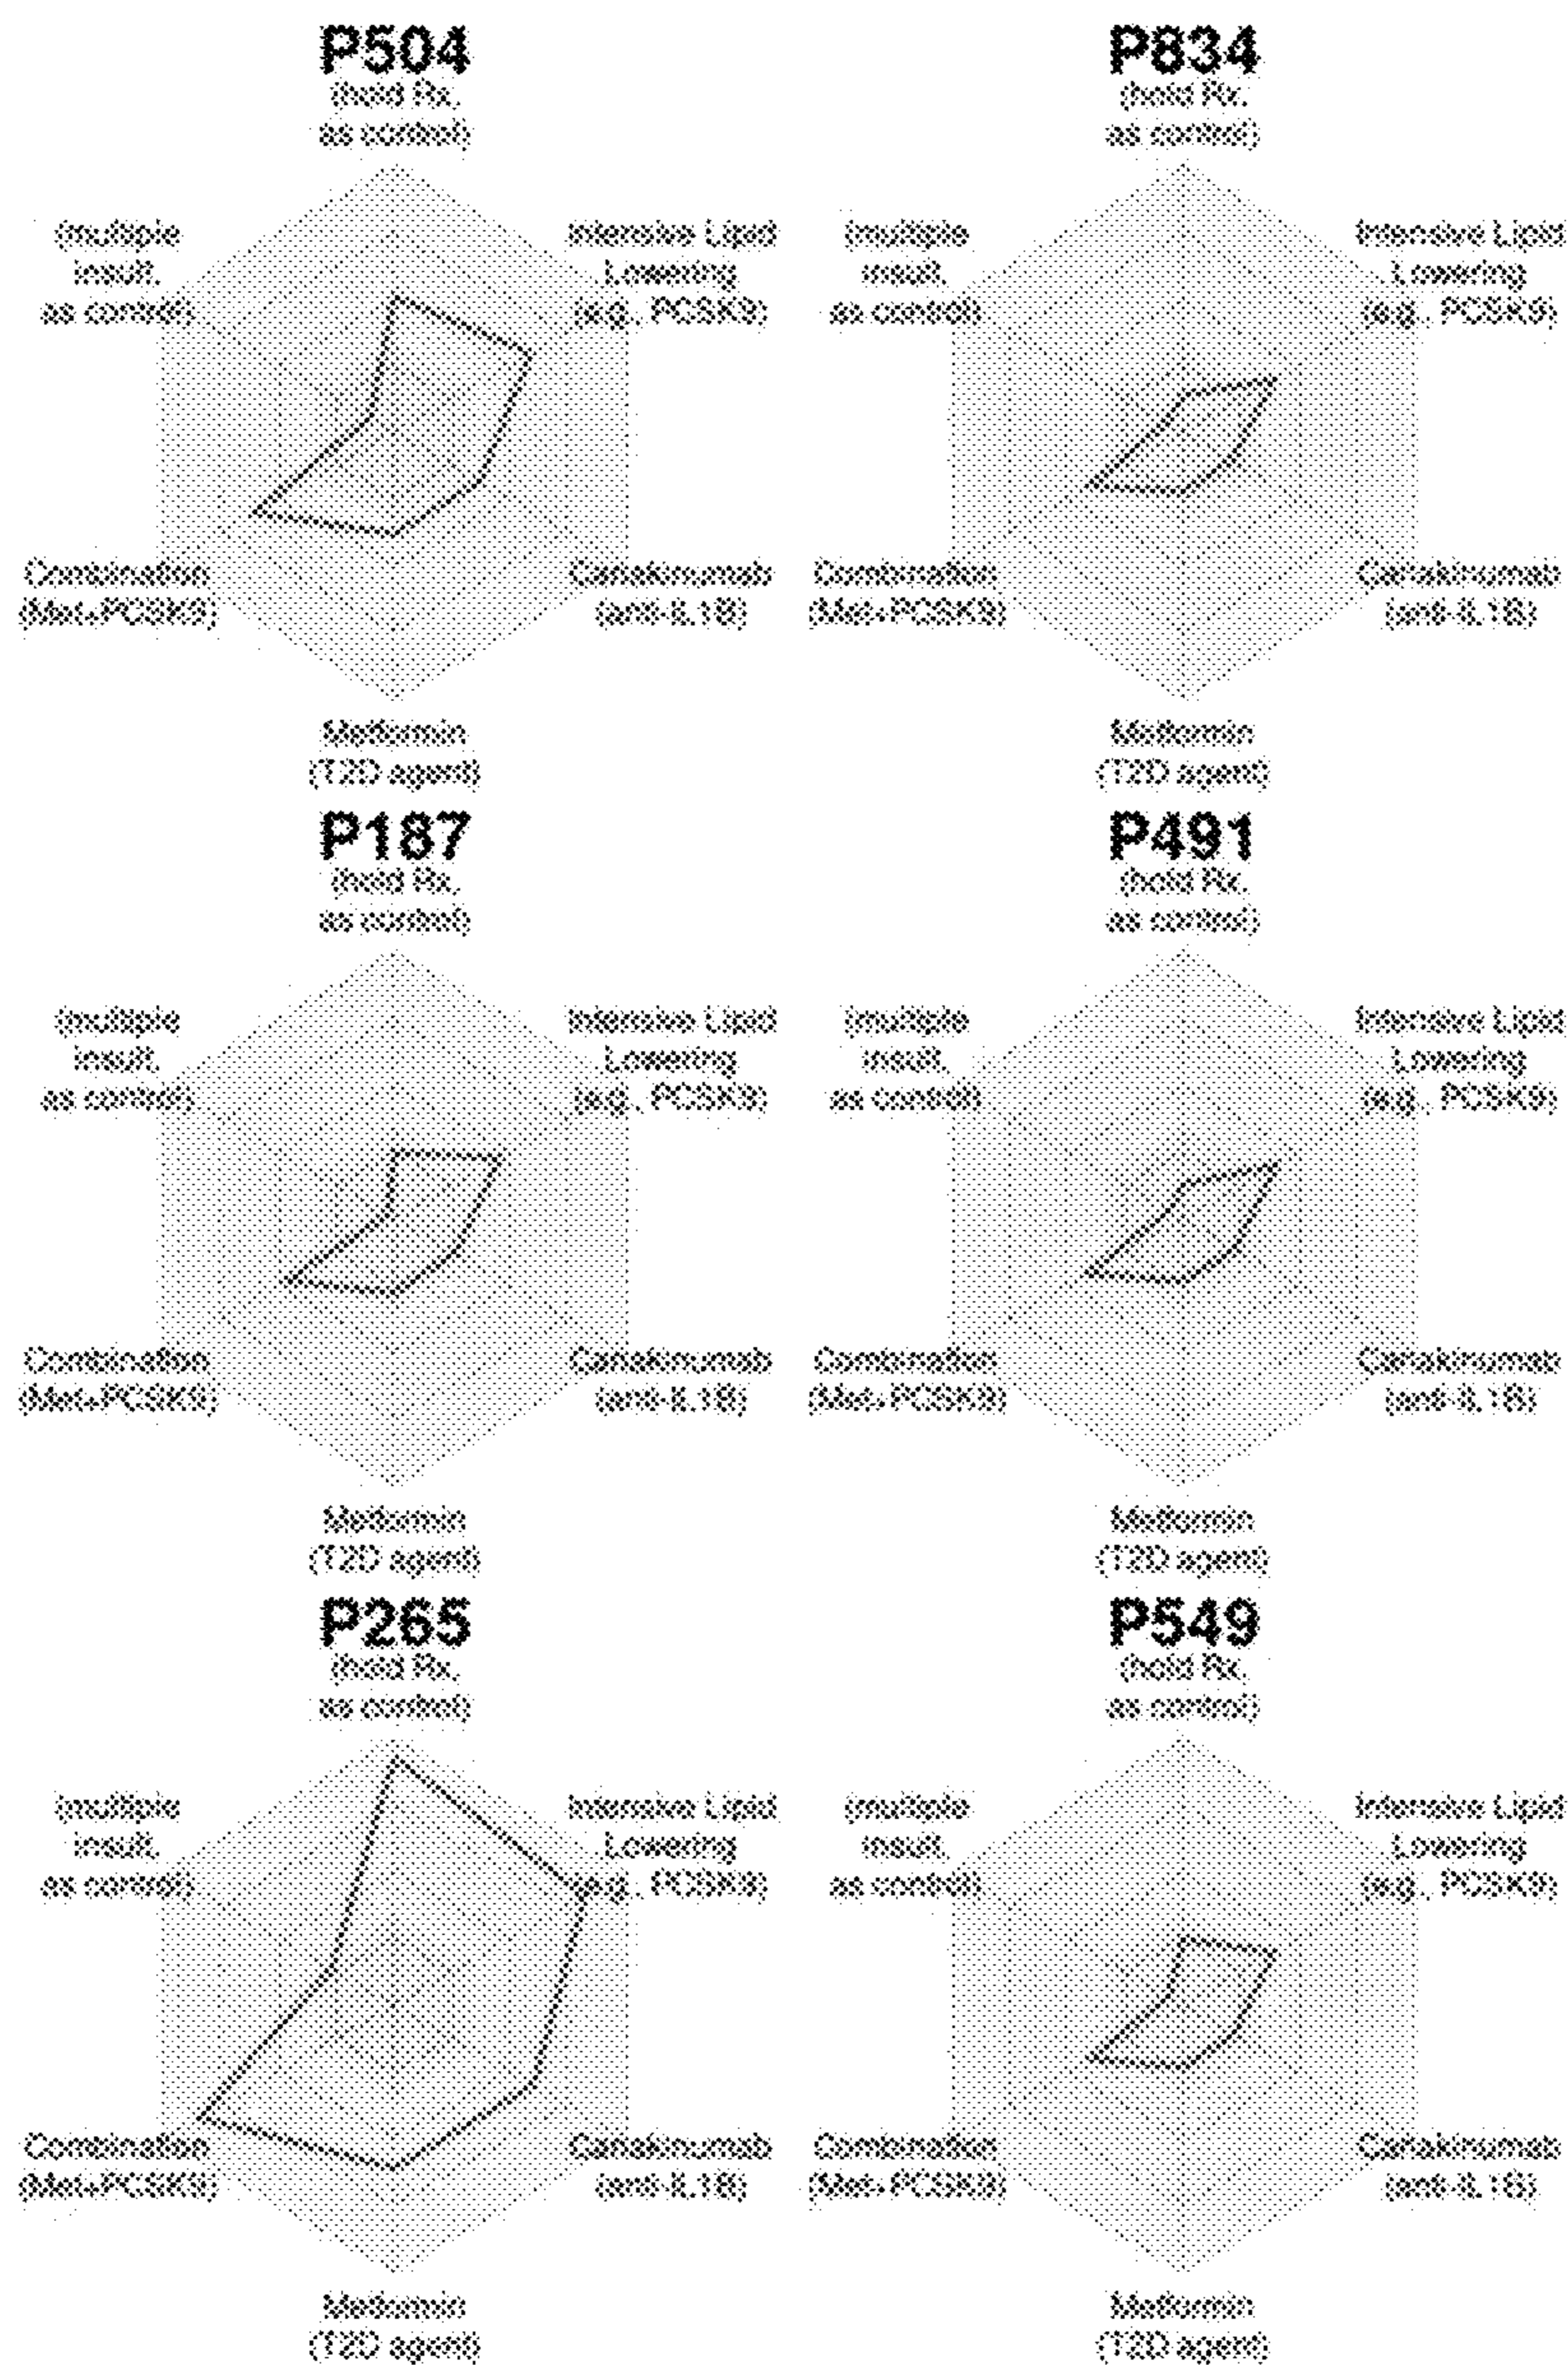 P504
(hold Rx,
as control)
(multiple
insult,
as control)
Intensive Lipid
Lowering
(e.g., PCSK9)
Combination
(Met+PCSK9)
Canakinumab
(anti-IL1B)
Metformin
(T2D agent)
P834
(hold Rx,
as control)
(multiple
insult,
as control)
Intensive Lipid
Lowering
(e.g., PCSK9)
Combination
(Met+PCSK9)
Canakinumab
(anti-IL1B)
Metformin
(T2D agent)
P187
(hold Rx,
as control)
(multiple
insult,
as control)
Intensive Lipid
Lowering
(e.g., PCSK9)
Combination
(Met+PCSK9)
Canakinumab
(anti-IL1B)
Metformin
(T2D agent)
P491
(hold Rx,
as control)
(multiple
insult,
as control)
Intensive Lipid
Lowering
(e.g., PCSK9)
Combination
(Met+PCSK9)
Canakinumab
(anti-IL1B)
Metformin
(T2D agent)
P265
(hold Rx,
as control)
(multiple
insult,
as control)
Intensive Lipid
Lowering
(e.g., PCSK9)
Combination
(Met+PCSK9)
Canakinumab
(anti-IL1B)
Metformin
(T2D agent)
P549
(hold Rx,
as control)
(multiple
insult,
as control)
Intensive Lipid
Lowering
(e.g., PCSK9)
Combination
(Met+PCSK9)
Canakinumab
(anti-IL1B)
Metformin
(T2D agent)